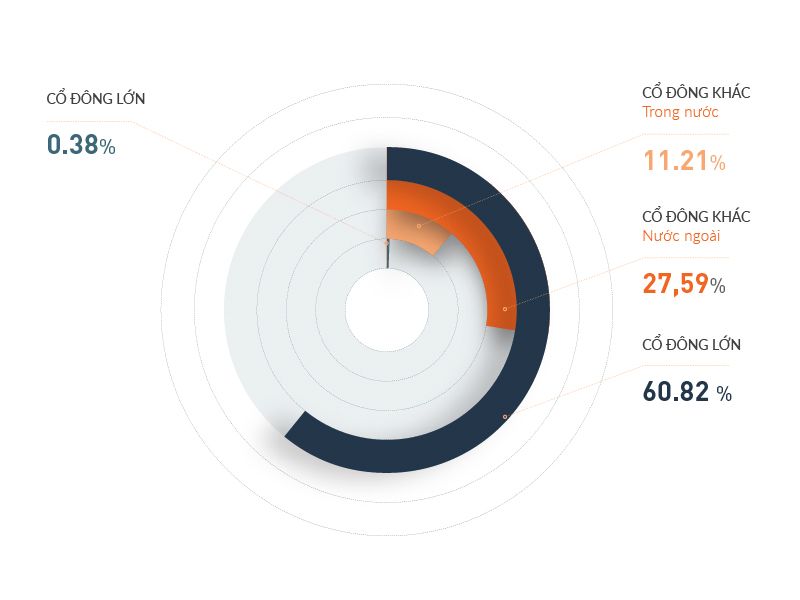 CỔ ĐÔNG LỚN
0.38%
CỔ ĐÔNG KHÁC
Trong nước
11.21%
CỔ ĐÔNG KHÁC
Nước ngoài
27,59%
CỔ ĐÔNG LỚN
60.82 %